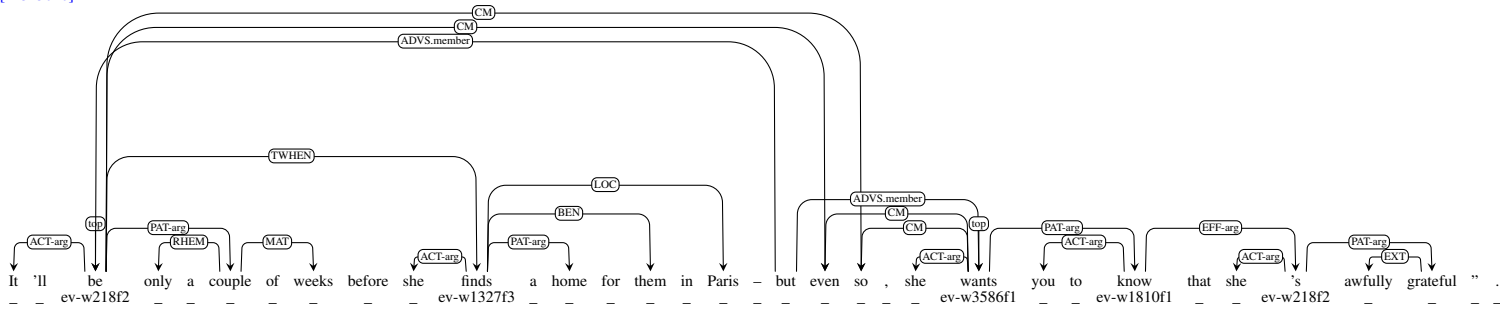 CM
CM
ADVS.member
TWHEN
LOC
ADVS.member
BEN
CM
top PAT-arg CM top PAT-arg EFF-arg
ACT-arg RHEM MAT PAT-arg ACT-arg PAT-arg
ACT-arg ACT-arg ACT-arg EXT
It 'll be only a couple of weeks before she finds a home for them in Paris – but even so , she wants you to know that she 's awfully grateful ” .
_ _ ev-w218f2 _ _ _ _ _ _ _ ev-w1327f3 _ _ _ _ _ _ _ _ _ _ _ _ ev-w3586f1 _ _ ev-w1810f1 _ _ ev-w218f2 _ _ _ _